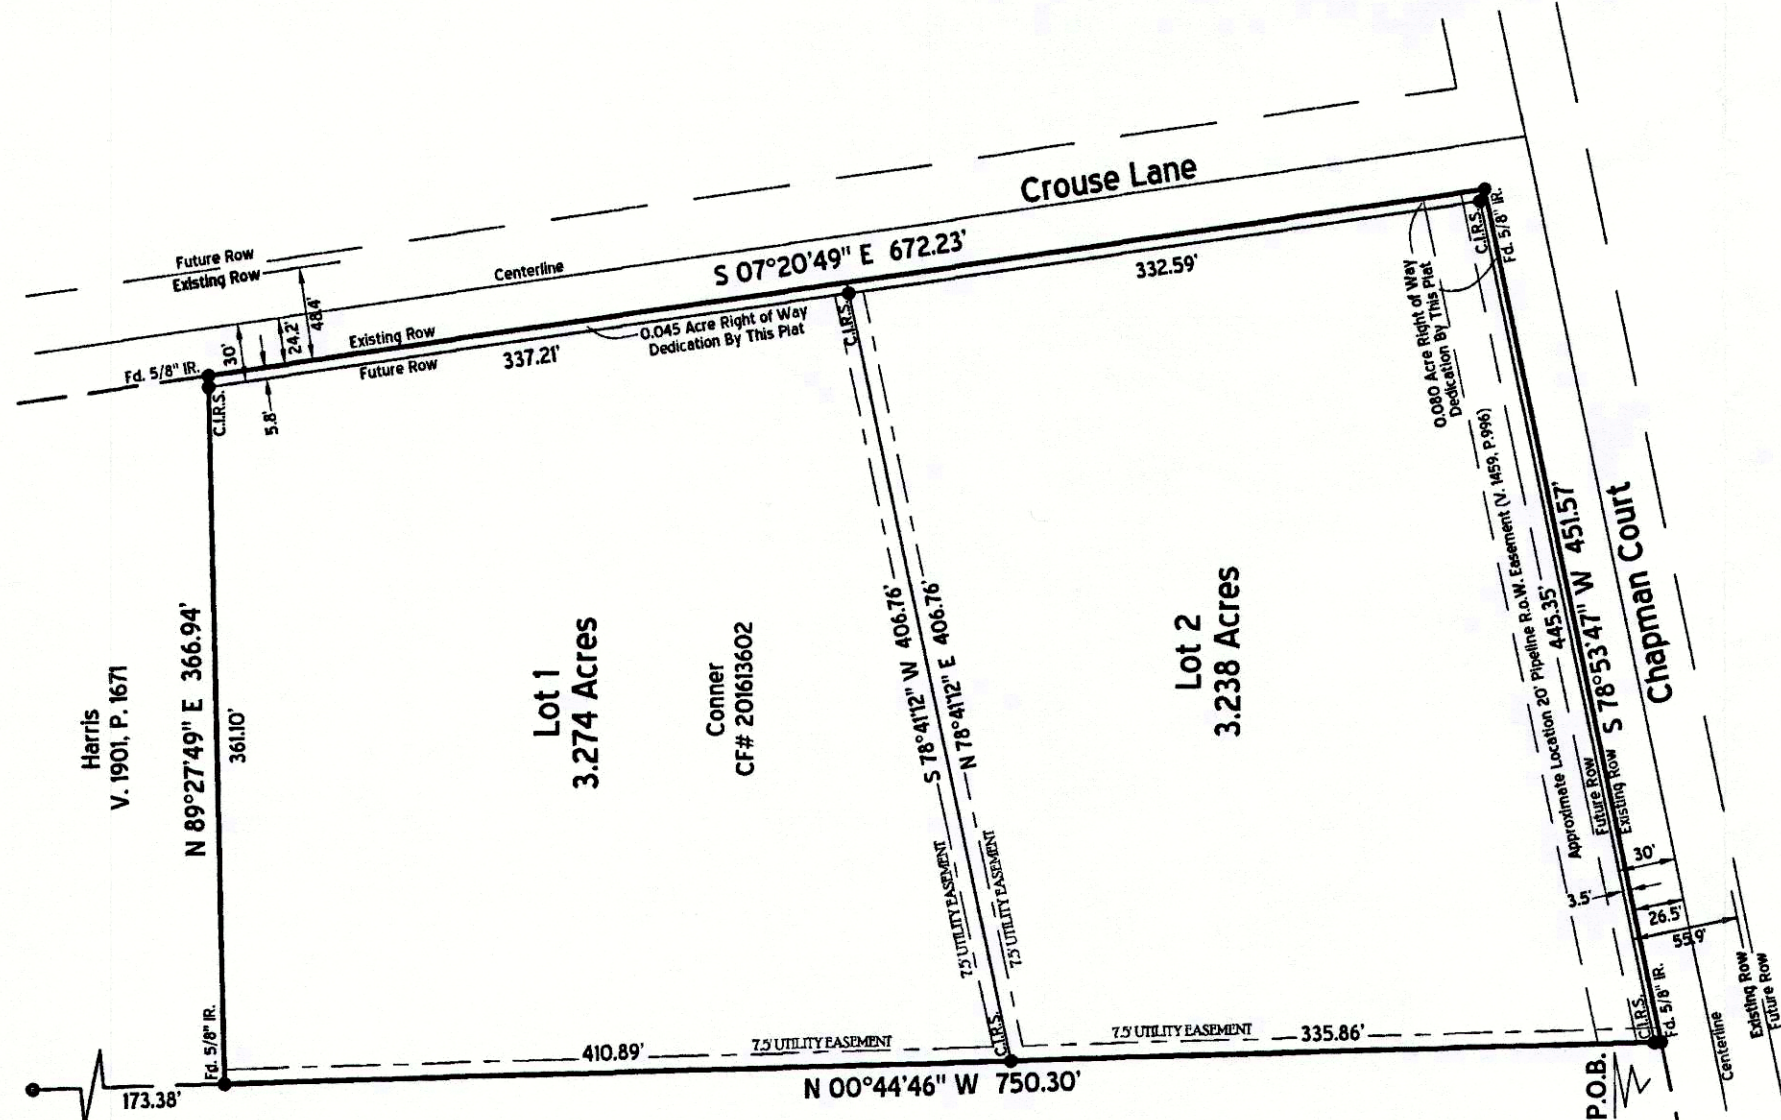 Crouse Lane
Future Row
Existing Row
Centerline
S 07°20'49" E 672.23'
332.59'
C.I.R.S.
Fd. 5/8" IR.
30'
24.2'
48.4'
Existing Row
Future Row
337.21'
0.045 Acre Right of Way
Dedication By This Plat
C.I.R.S.
0.080 Acre Right of Way
Dedication By This Plat
Fd. 5/8" IR.
C.I.R.S.
5.8'
Harris
V. 1901, P. 1671
N 89°27'49" E 366.94'
361.10'
Lot 1
3.274 Acres
Conner
CF# 201613602
S 78°41'12" W 406.76'
N 78°41'12" E 406.76'
Lot 2
3.238 Acres
Approximate Location 20' Pipeline R.o.W. Easement (V. 1459, P.996)
445.35'
S 78°53'47" W 451.57'
Chapman Court
Future Row
Existing Row
30'
3.5'
26.5'
55.9'
7.5' UTILITY EASEMENT
7.5' UTILITY EASEMENT
Fd. 5/8" IR.
C.I.R.S.
C.I.R.S.
Fd. 5/8" IR.
Centerline
Existing Row
Future Row
410.89'
7.5' UTILITY EASEMENT
7.5' UTILITY EASEMENT
335.86'
173.38'
N 00°44'46" W 750.30'
P.O.B.